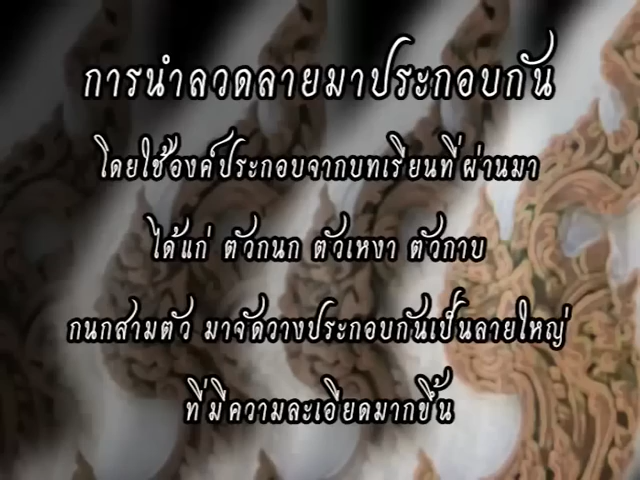 การนำลวดลายมาประกอบกัน
โดยใช้องค์ประกอบจากบทเรียนที่ผ่านมา
ได้แก่ ตัวกนก ตัวเหงา ตัวกาบ
กนกสามตัว มาจัดวางประกอบกันเป็นลายใหญ่
ที่มีความละเอียดมากขึ้น